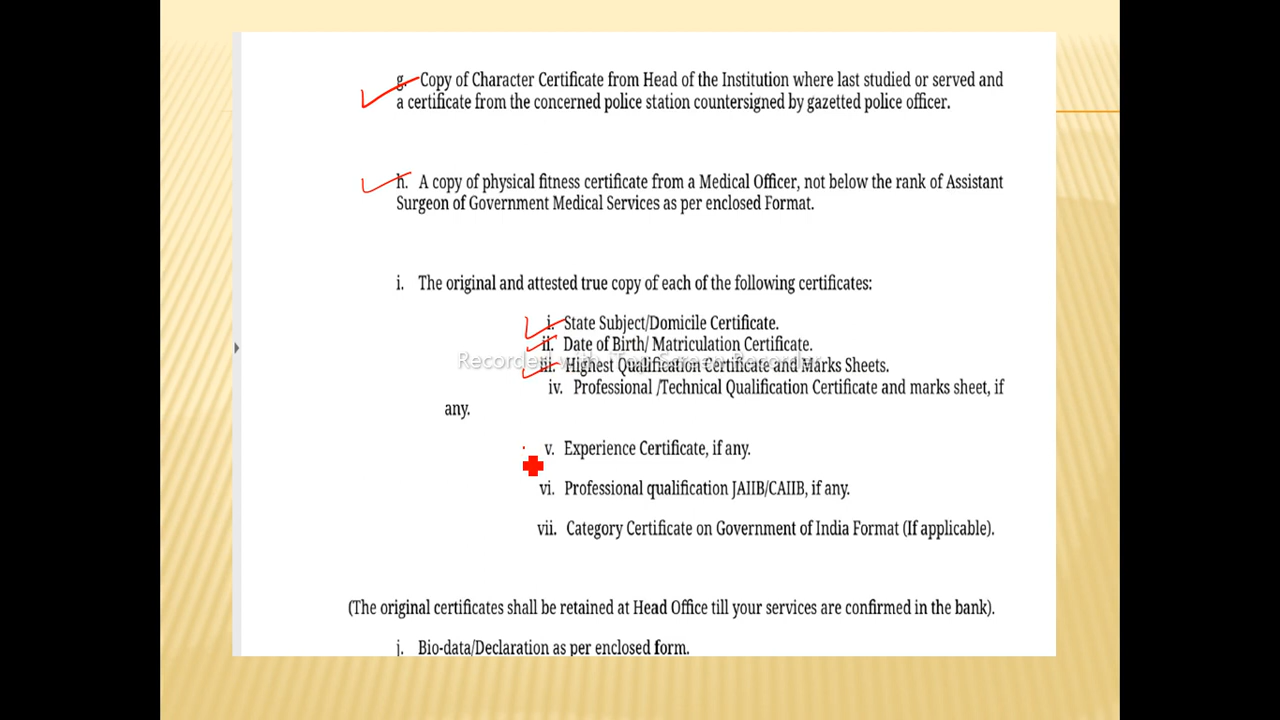 g. Copy of Character Certificate from Head of the Institution where last studied or served and
a certificate from the concerned police station countersigned by gazetted police officer.
h. A copy of physical fitness certificate from a Medical Officer, not below the rank of Assistant
Surgeon of Government Medical Services as per enclosed Format.
i. The original and attested true copy of each of the following certificates:
i. State Subject/Domicile Certificate.
ii. Date of Birth/ Matriculation Certificate.
Recorded with iTop Screen Recorder
iii. Highest Qualification Certificate and Marks Sheets.
iv. Professional /Technical Qualification Certificate and marks sheet, if
any.
v. Experience Certificate, if any.
vi. Professional qualification JAIIB/CAIIB, if any.
vii. Category Certificate on Government of India Format (If applicable).
(The original certificates shall be retained at Head Office till your services are confirmed in the bank).
j. Bio-data/Declaration as per enclosed form.